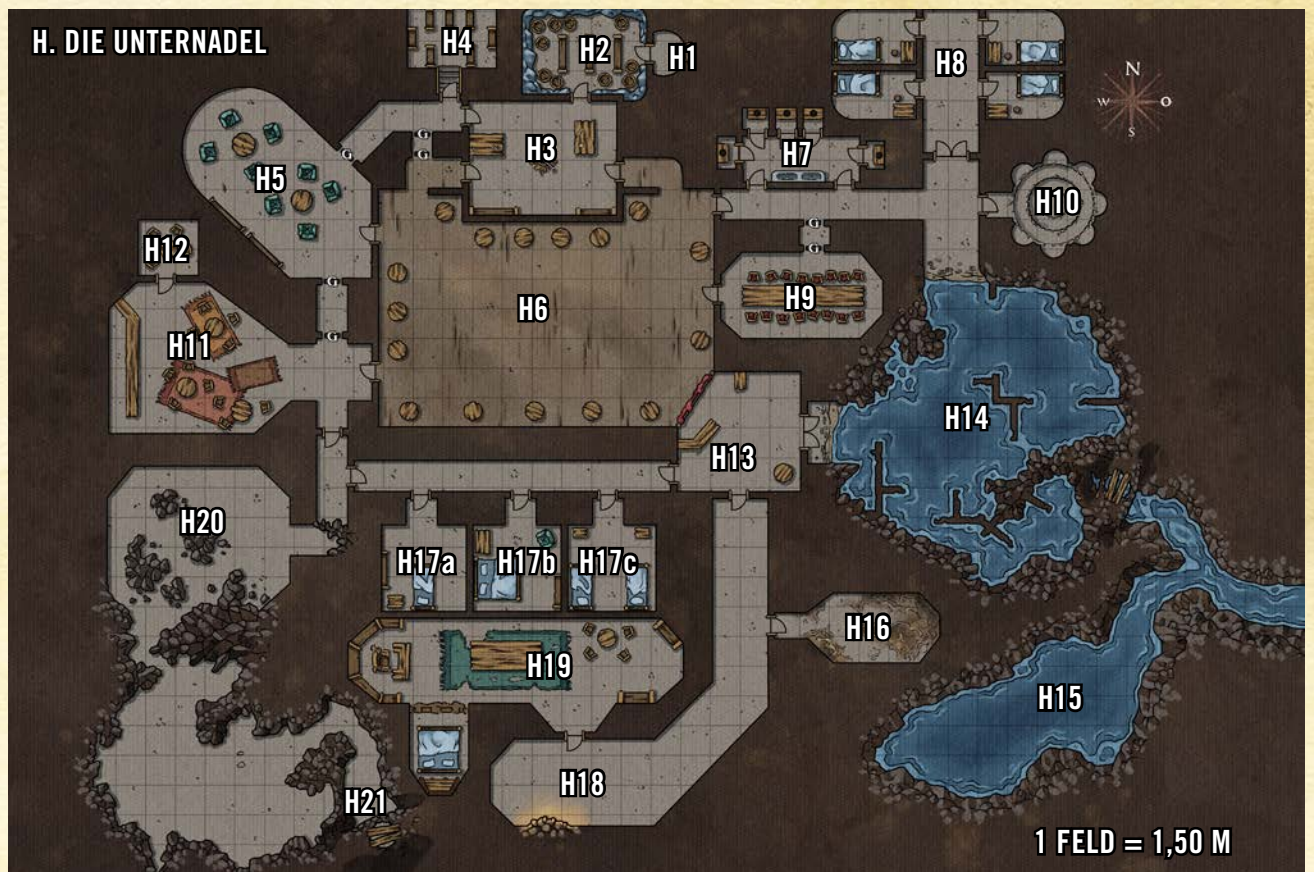 H. DIE UNTERNADEL
H4
H2
H1
H8
N
W
O
S
G
G
G
H3
H7
H5
H10
G
G
H12
H6
H9
G
G
H11
H14
H13
H20
H17a
H17b
H17c
H16
H19
H15
H18
H21
1 FELD = 1,50 M